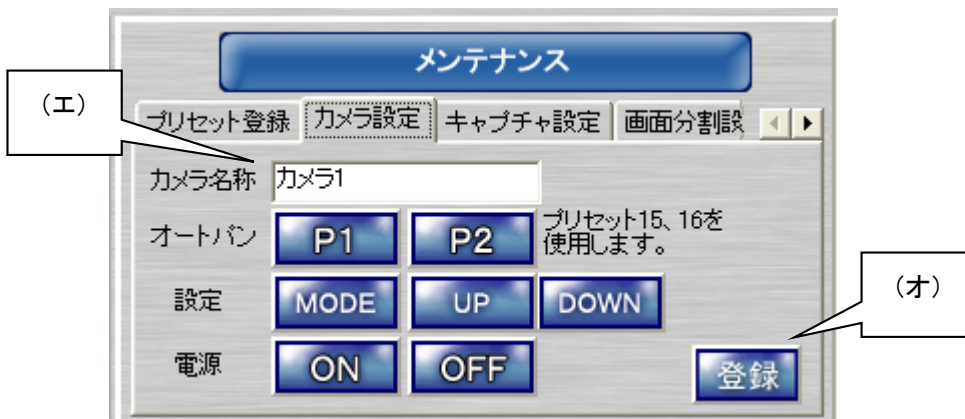 メンテナンス
（エ）
プリセット登録 カメラ設定 キャプチャ設定 画面分割設
カメラ名称 カメラ1
オートパン P1 P2 プリセット15、16を
使用します。
設定 MODE UP DOWN
（オ）
電源 ON OFF 登録